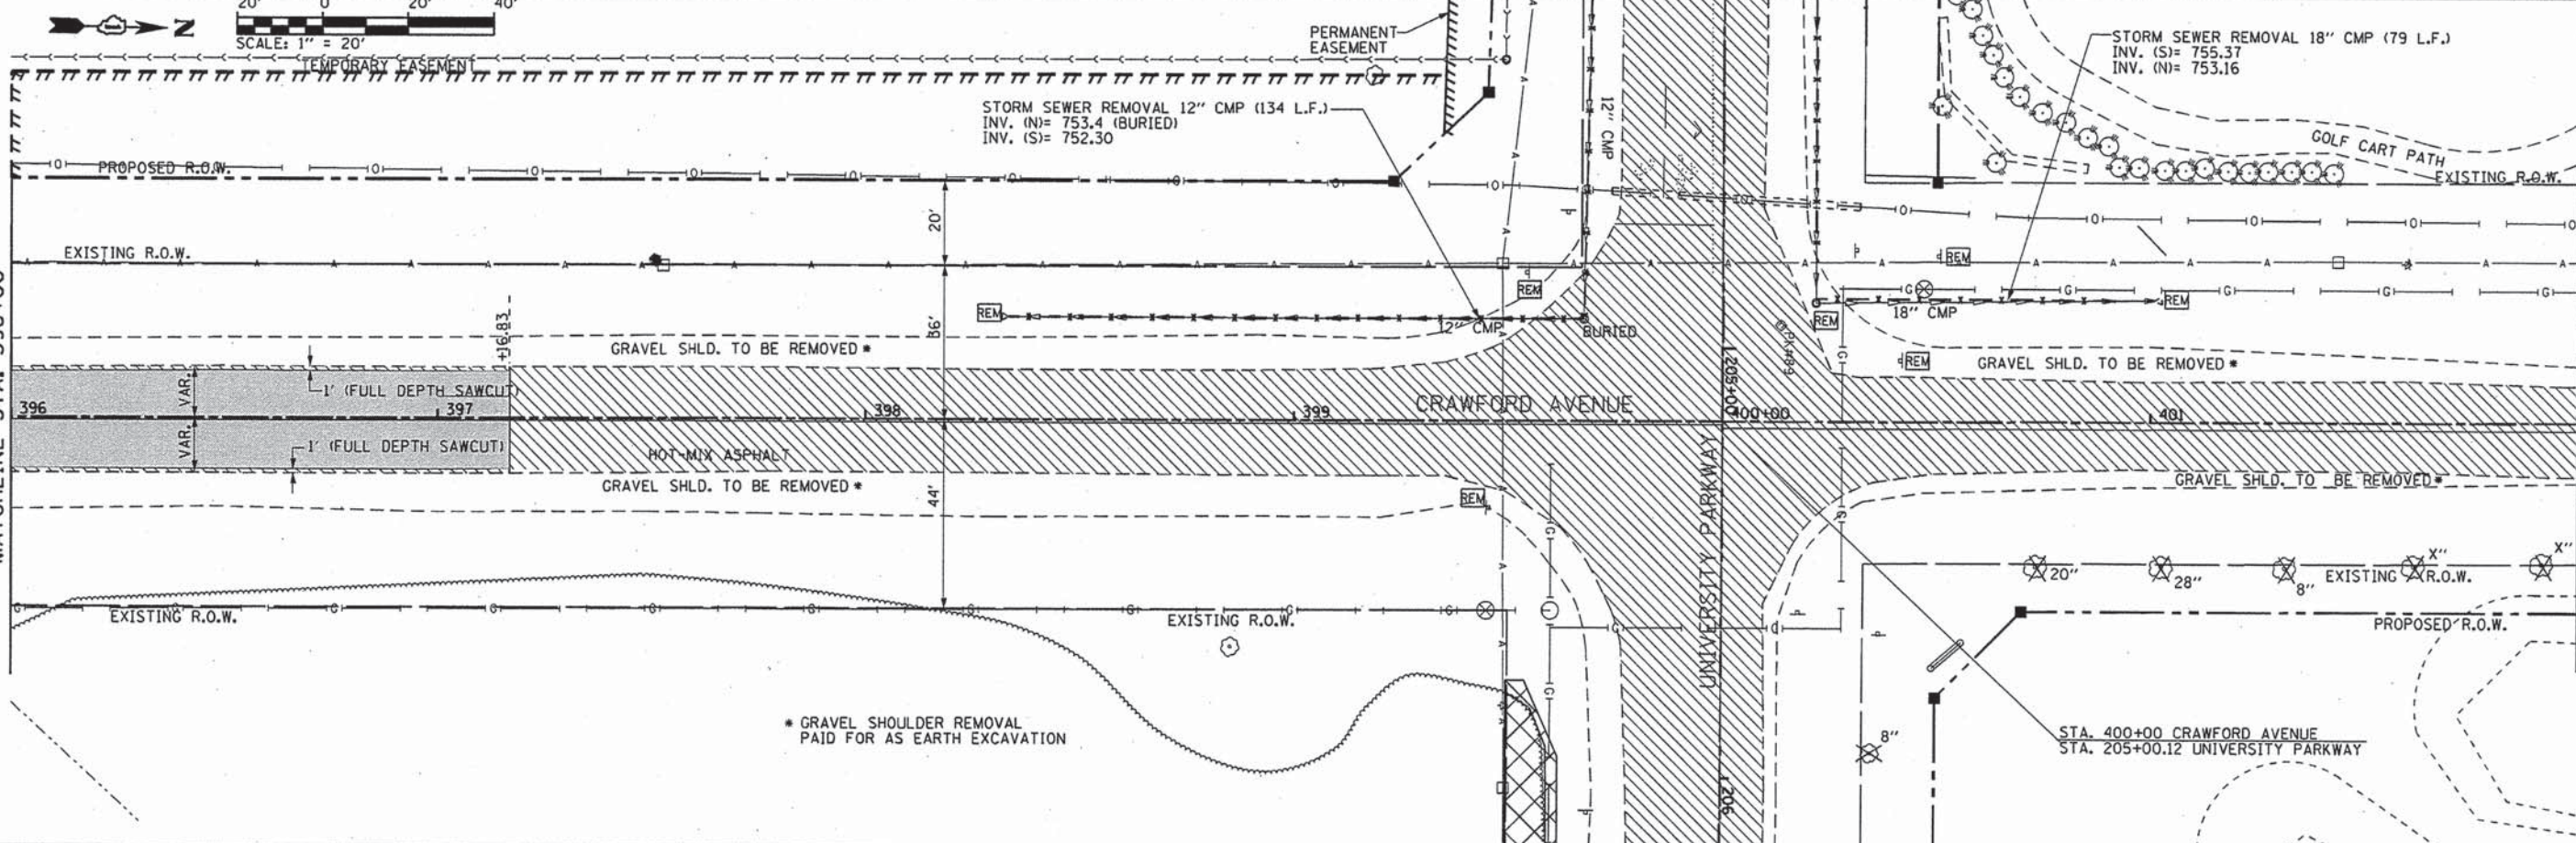 20' 0 20' 40'
N
SCALE: 1" = 20'
TEMPORARY EASEMENT
PERMANENT
EASEMENT
STORM SEWER REMOVAL 12" CMP (134 L.F.)
INV. (N)= 753.4 (BURIED)
INV. (S)= 752.30
12" CMP
STORM SEWER REMOVAL 18" CMP (79 L.F.)
INV. (S)= 755.37
INV. (N)= 753.16
GOLF CART PATH
EXISTING R.O.W.
PROPOSED R.O.W.
20'
EXISTING R.O.W.
REM
REM
REM
REM
REM
REM
12" CMP
BURIED
18" CMP
+16.83
GRAVEL SHLD. TO BE REMOVED *
GRAVEL SHLD. TO BE REMOVED *
VAR.
1' (FULL DEPTH SAWCUT)
396
397
398
399
CRAWFORD AVENUE
205+00
400+00
401
VAR.
1' (FULL DEPTH SAWCUT)
HOT-MIX ASPHALT
GRAVEL SHLD. TO BE REMOVED *
44'
REM
UNIVERSITY PARKWAY
GRAVEL SHLD. TO BE REMOVED *
20"
28"
8"
EXISTING R.O.W.
X"
X"
EXISTING R.O.W.
EXISTING R.O.W.
PROPOSED R.O.W.
* GRAVEL SHOULDER REMOVAL
PAID FOR AS EARTH EXCAVATION
8"
STA. 400+00 CRAWFORD AVENUE
STA. 205+00.12 UNIVERSITY PARKWAY
206